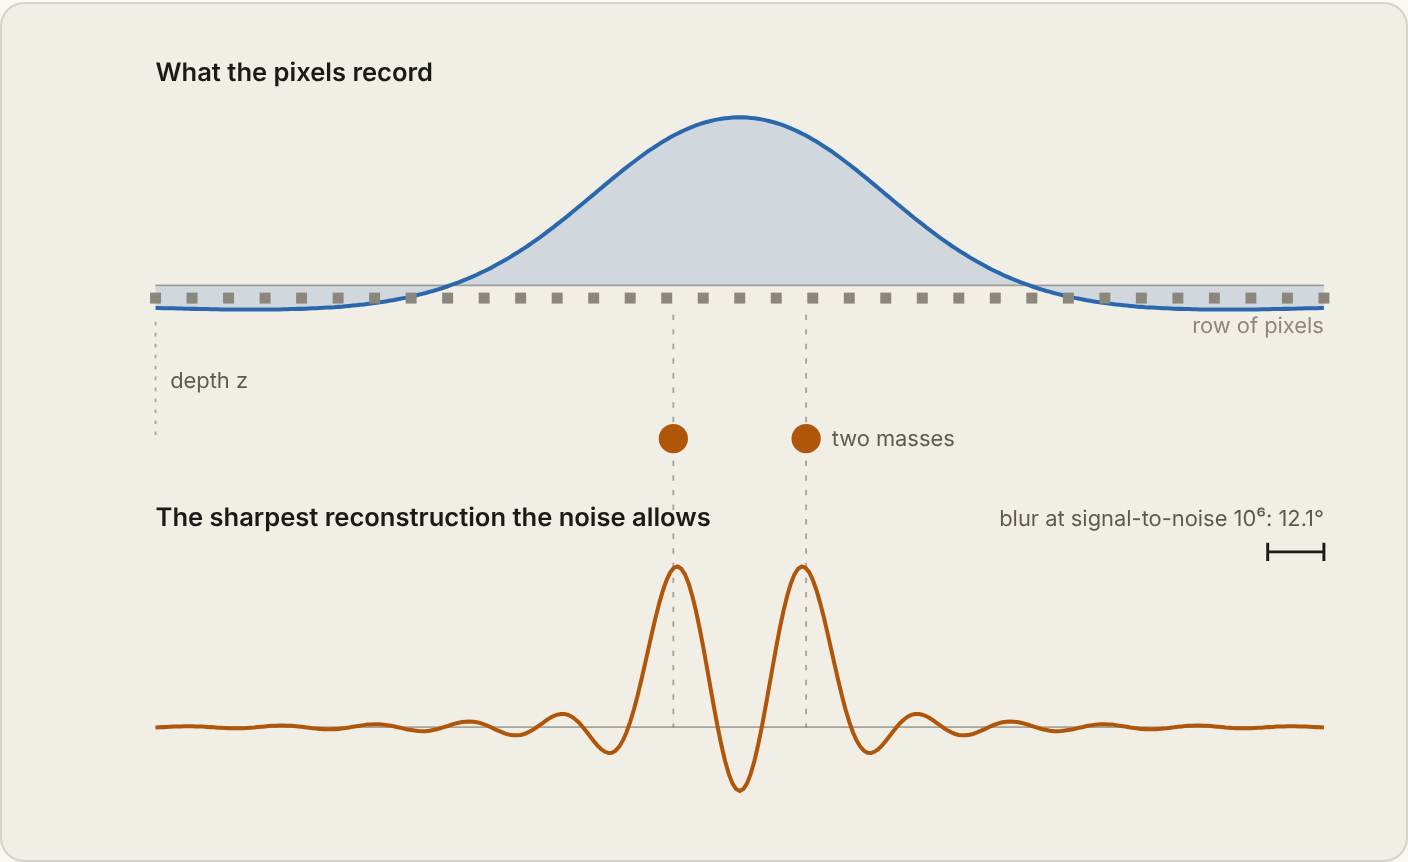 What the pixels record
row of pixels
depth z
two masses
The sharpest reconstruction the noise allows
blur at signal-to-noise 10⁶: 12.1°